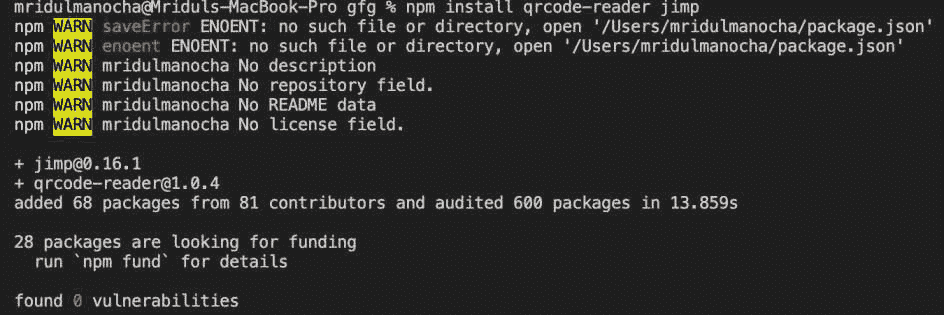 mridulmanocha@Mriduls-MacBook-Pro gfg % npm install qrcode-reader jimp
npm WARN saveError ENOENT: no such file or directory, open '/Users/mridulmanocha/package.json'
npm WARN enoent ENOENT: no such file or directory, open '/Users/mridulmanocha/package.json'
npm WARN mridulmanocha No description
npm WARN mridulmanocha No repository field.
npm WARN mridulmanocha No README data
npm WARN mridulmanocha No license field.
+ jimp@0.16.1
+ qrcode-reader@1.0.4
added 68 packages from 81 contributors and audited 600 packages in 13.859s
28 packages are looking for funding
run `npm fund` for details
found 0 vulnerabilities